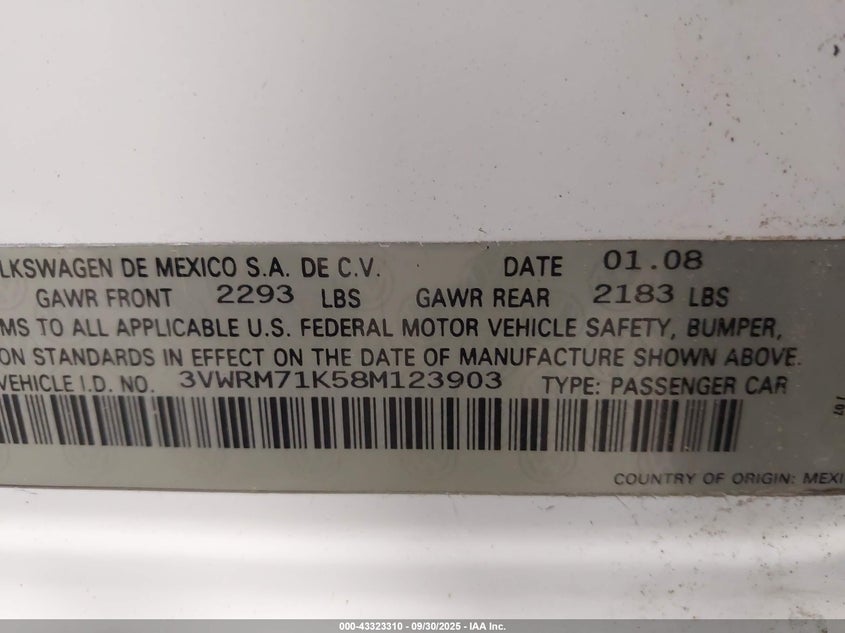 LKSWAGEN DE MEXICO S.A. DE C.V. DATE 01.08
GAWR FRONT 2293 LBS GAWR REAR 2183 LBS
MS TO ALL APPLICABLE U.S. FEDERAL MOTOR VEHICLE SAFETY, BUMPER,
ON STANDARDS IN EFFECT ON THE DATE OF MANUFACTURE SHOWN ABOVE.
VEHICLE I.D. NO. 3VWRM71K58M123903 TYPE: PASSENGER CAR
COUNTRY OF ORIGIN: MEXI
000-43323310 - 09/30/2025 - IAA Inc.